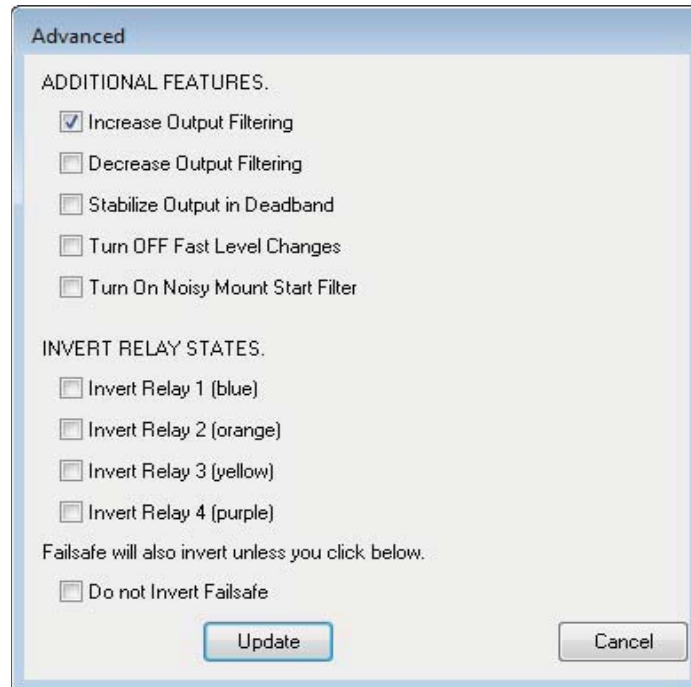 Advanced
ADDITIONAL FEATURES.
Increase Output Filtering
Decrease Output Filtering
Stabilize Output in Deadband
Turn OFF Fast Level Changes
Turn On Noisy Mount Start Filter
INVERT RELAY STATES.
Invert Relay 1 (blue)
Invert Relay 2 (orange)
Invert Relay 3 (yellow)
Invert Relay 4 (purple)
Failsafe will also invert unless you click below.
Do not Invert Failsafe
Update Cancel